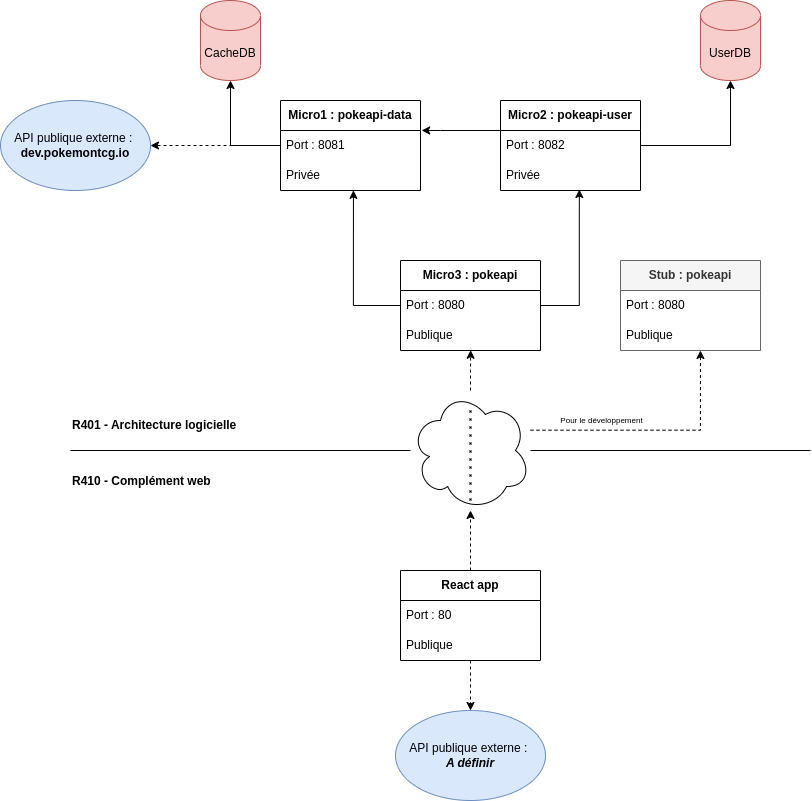 CacheDB
UserDB
API publique externe :
dev.pokemontcg.io
Micro1 : pokeapi-data
Port : 8081
Privée
Micro2 : pokeapi-user
Port : 8082
Privée
Micro3 : pokeapi
Port : 8080
Publique
Stub : pokeapi
Port : 8080
Publique
Pour le développement
R401 - Architecture logicielle
R410 - Complément web
React app
Port : 80
Publique
API publique externe :
A définir